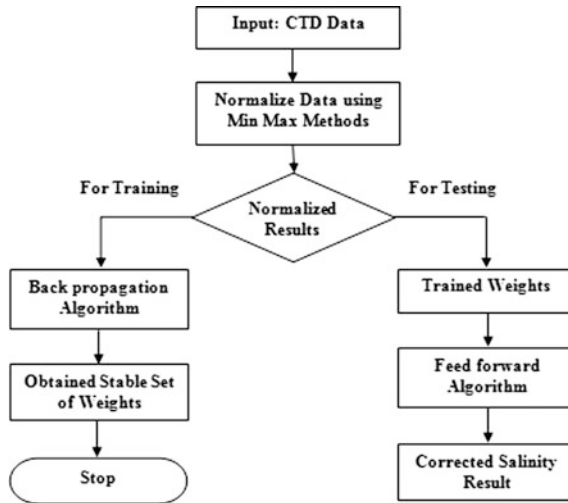 Input: CTD Data
Normalize Data using
Min Max Methods
For Training
For Testing
Normalized
Results
Back propagation
Algorithm
Trained Weights
Obtained Stable Set
of Weights
Feed forward
Algorithm
Stop
Corrected Salinity
Result